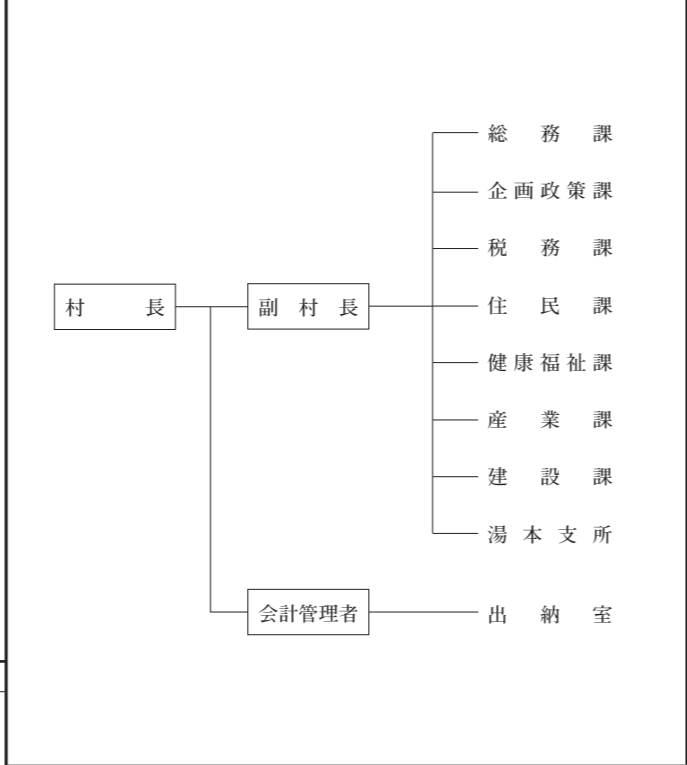 総務課
企画政策課
税務課
村長
副村長
住民課
健康福祉課
産業課
建設課
湯本支所
会計管理者
出納室